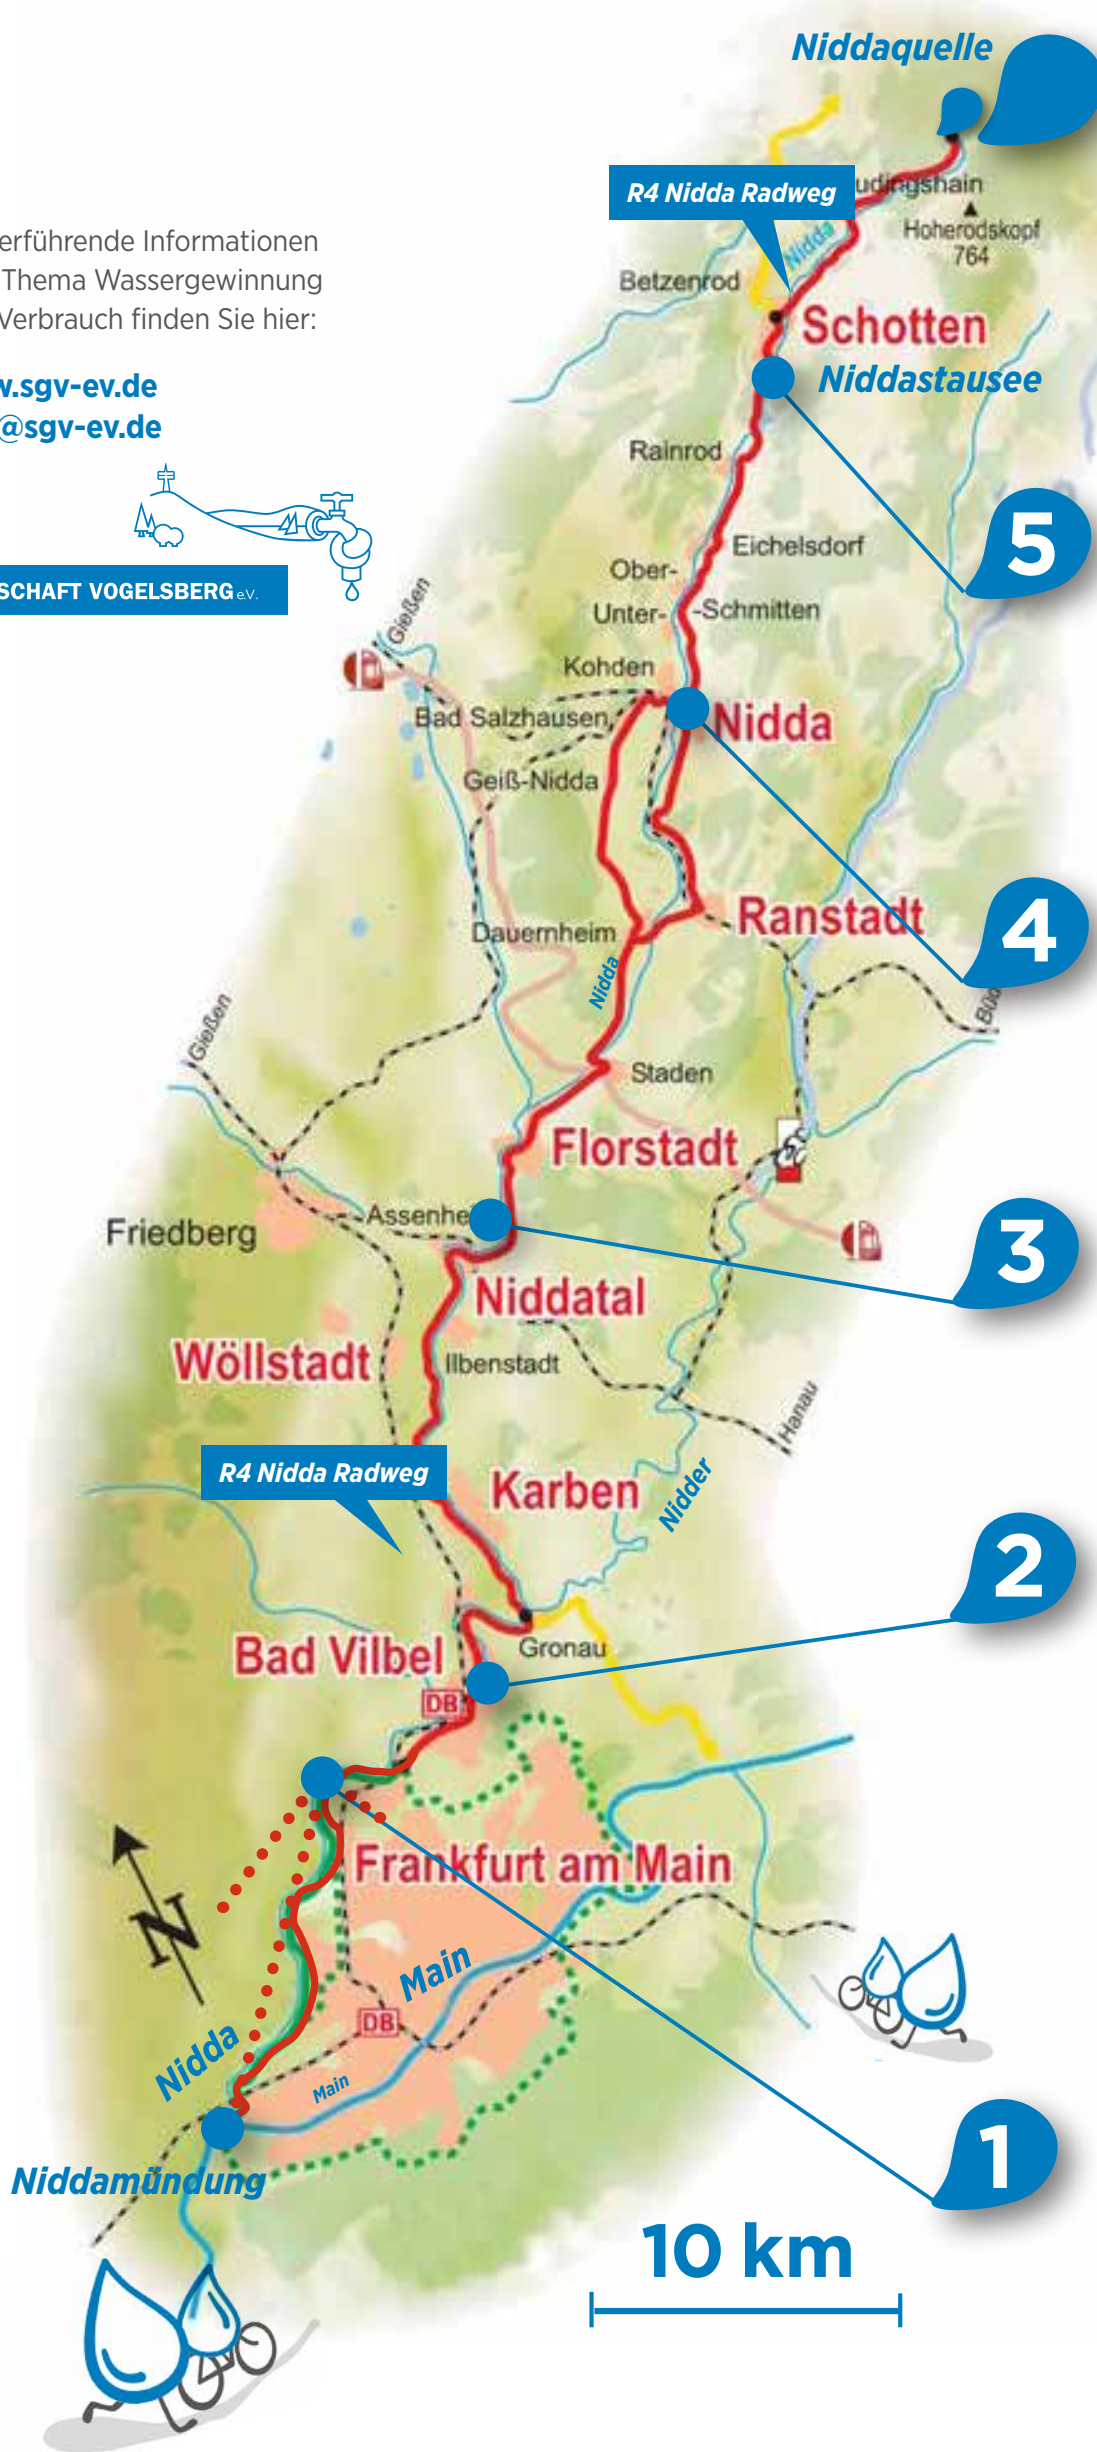 Niddaquelle
R4 Nidda Radweg
udingshain
Hoherodskopf
764
Nidda
erführende Informationen
Thema Wassergewinnung
Verbrauch finden Sie hier:
Betzenrod
Schotten
Niddastausee
w.sgv-ev.de
@sgv-ev.de
Rainrod
5
Eichelsdorf
Ober-
Unter-
-Schmitten
SCHAFT VOGELSBERG e.V.
Gießen
Kohden
Bad Salzhausen
Nidda
Geiß-Nidda
Ranstadt
4
Dauernheim
Nidda
Büd
Gießen
Staden
Florstadt
3
Assenhe
Friedberg
Niddatal
Wöllstadt
Ilbenstadt
Hanau
R4 Nidda Radweg
Karben
Nidder
2
Bad Vilbel
Gronau
DB
Frankfurt am Main
N
Main
DB
Nidda
Main
1
Niddamündung
10 km